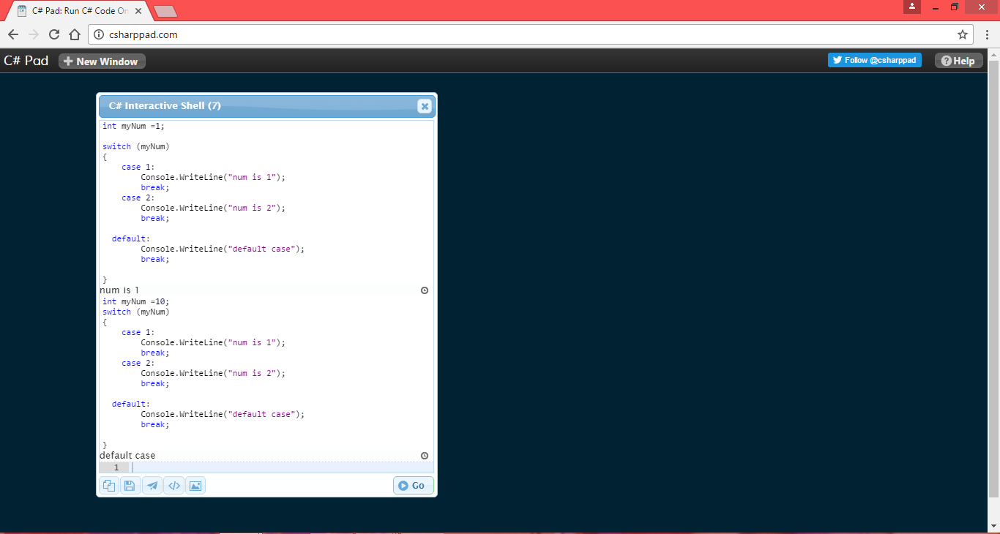 C# Pad: Run C# Code On
csharppad.com
C# Pad
New Window
Follow @csharppad
Help
C# Interactive Shell (7)
int myNum =1;
switch (myNum)
{
case 1:
Console.WriteLine("num is 1");
break;
case 2:
Console.WriteLine("num is 2");
break;
default:
Console.WriteLine("default case");
break;
}
num is 1
int myNum =10;
switch (myNum)
{
case 1:
Console.WriteLine("num is 1");
break;
case 2:
Console.WriteLine("num is 2");
break;
default:
Console.WriteLine("default case");
break;
}
default case
1
Go